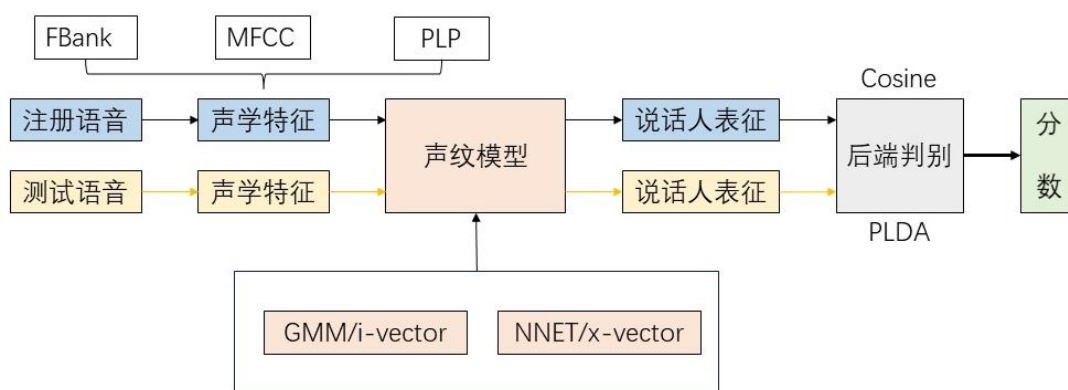 FBank
MFCC
PLP
Cosine
注册语音
声学特征
声纹模型
说话人表征
后端判别
分数
测试语音
声学特征
说话人表征
PLDA
GMM/i-vector
NNET/x-vector